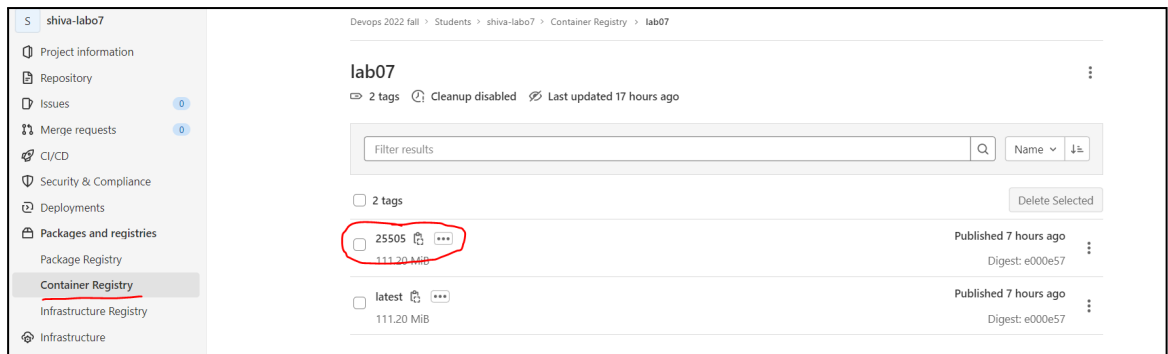 S shiva-labo7
Project information
Repository
Issues 0
Merge requests 0
CI/CD
Security & Compliance
Deployments
Packages and registries
Package Registry
Container Registry
Infrastructure Registry
Infrastructure
Devops 2022 fall > Students > shiva-labo7 > Container Registry > lab07
lab07
2 tags Cleanup disabled Last updated 17 hours ago
Filter results Name
2 tags Delete Selected
25505 Published 7 hours ago
111.20 MiB Digest: e000e57
latest Published 7 hours ago
111.20 MiB Digest: e000e57